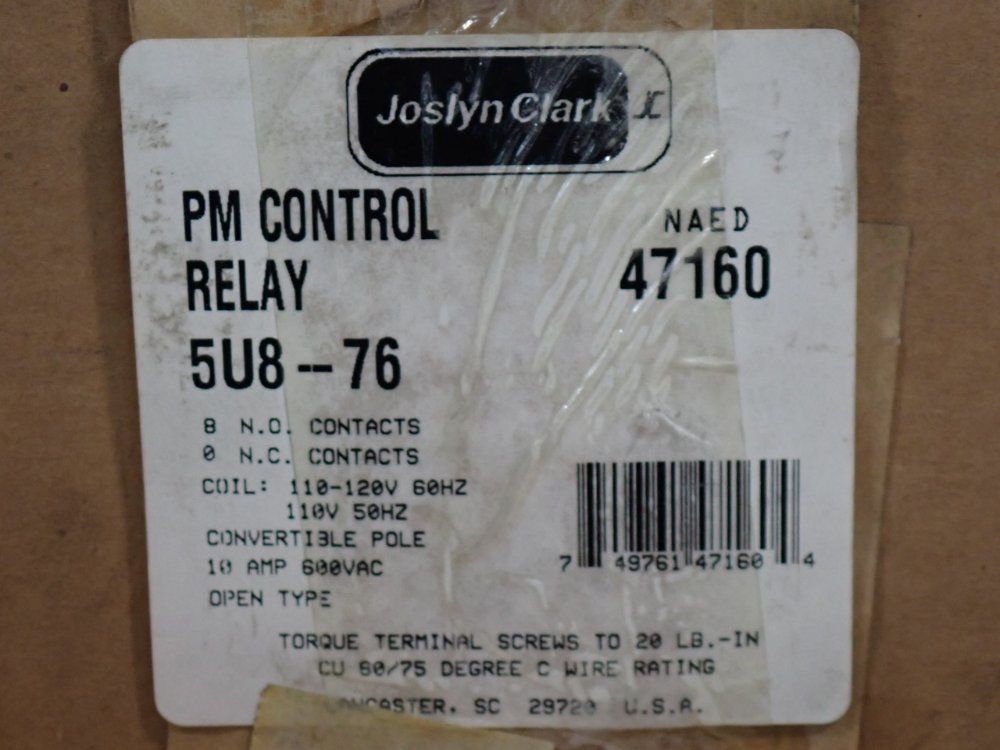 Joslyn Clark JC
PM CONTROL
RELAY
NAED
47160
5U8--76
8 N.O. CONTACTS
0 N.C. CONTACTS
COIL: 110-120V 60HZ
110V 50HZ
CONVERTIBLE POLE
10 AMP 600VAC
OPEN TYPE
7 49761 47160 4
TORQUE TERMINAL SCREWS TO 20 LB.-IN
CU 60/75 DEGREE C WIRE RATING
LANCASTER, SC 29720 U.S.A.